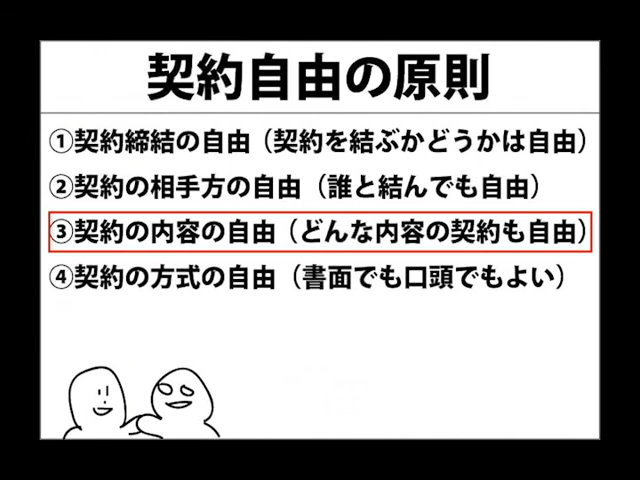 契約自由の原則
①契約締結の自由（契約を結ぶかどうかは自由）
②契約の相手方の自由（誰と結んでも自由）
③契約の内容の自由（どんな内容の契約も自由）
④契約の方式の自由（書面でも口頭でもよい）